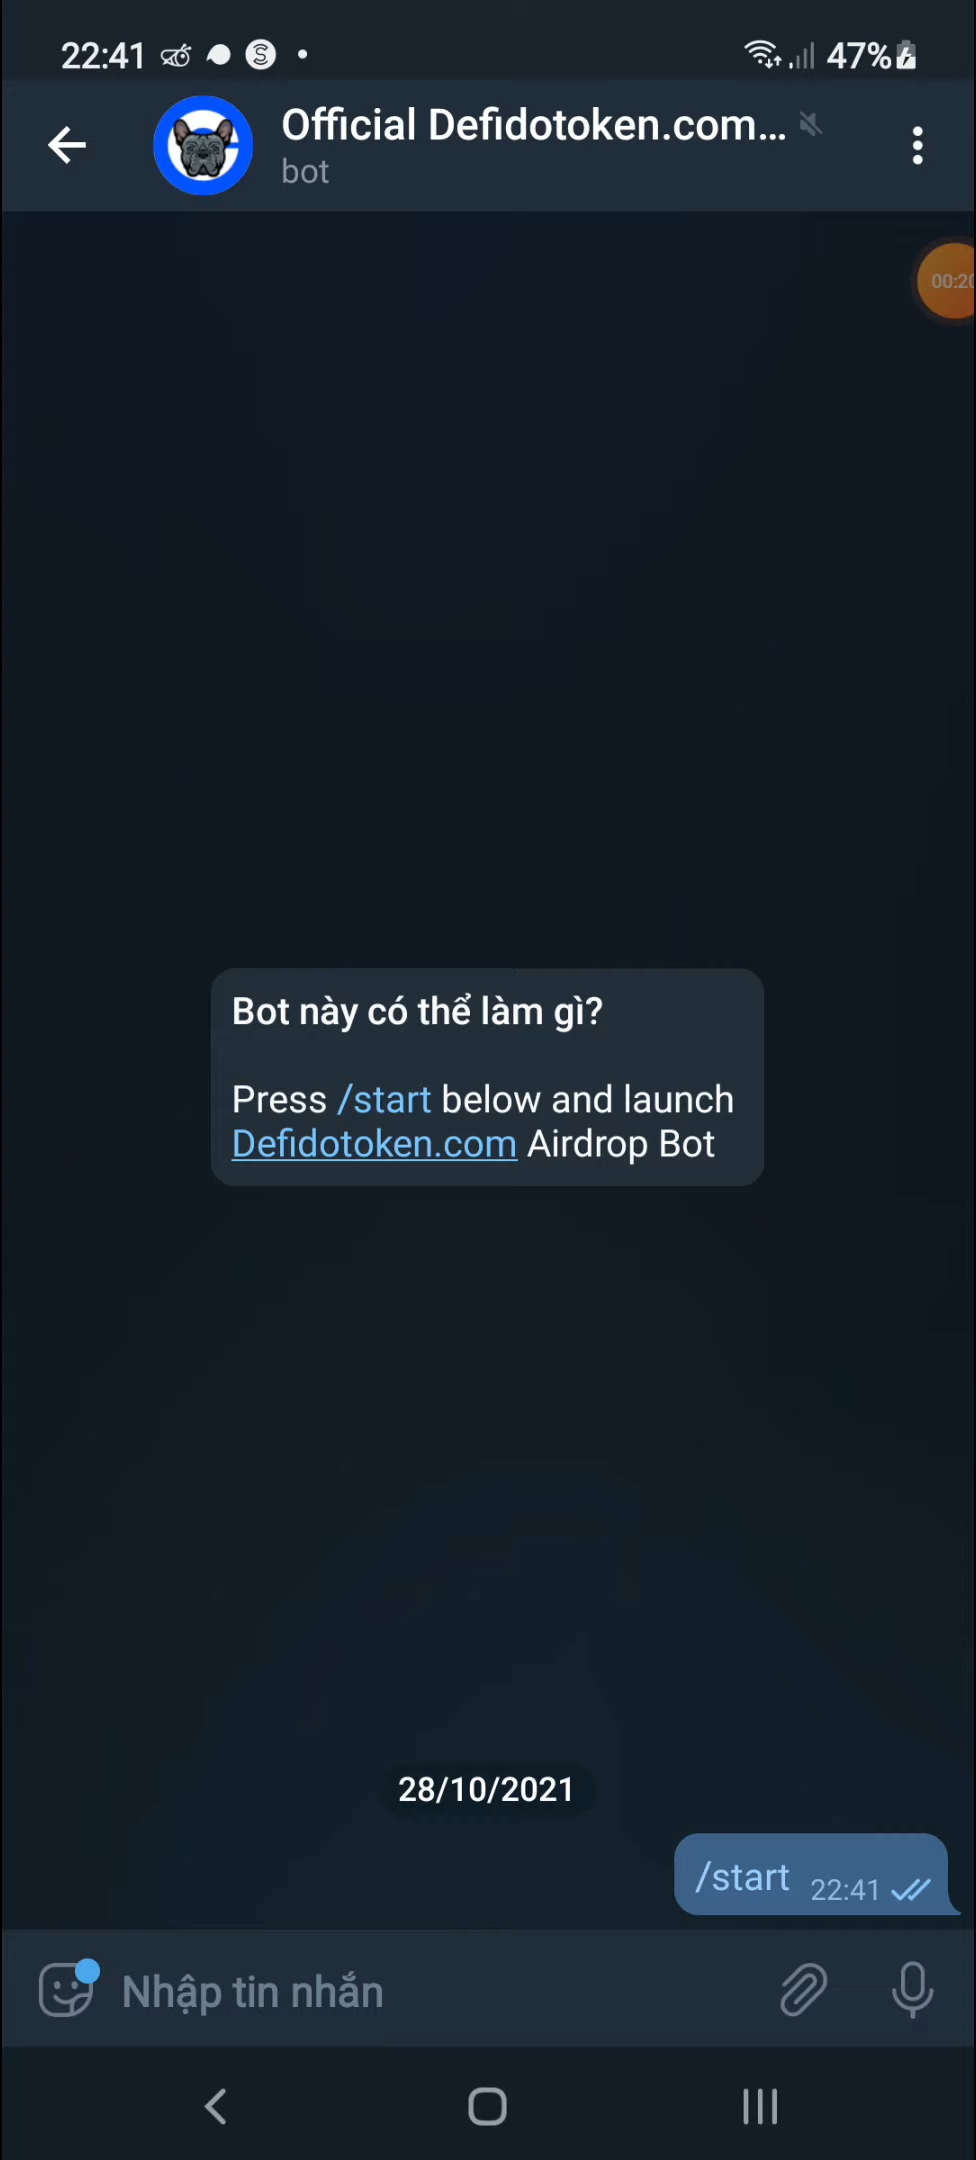 22:41 47%
Official Defidotoken.com...
bot
Bot này có thể làm gì?
Press /start below and launch
Defidotoken.com Airdrop Bot
28/10/2021
/start 22:41
Nhập tin nhắn